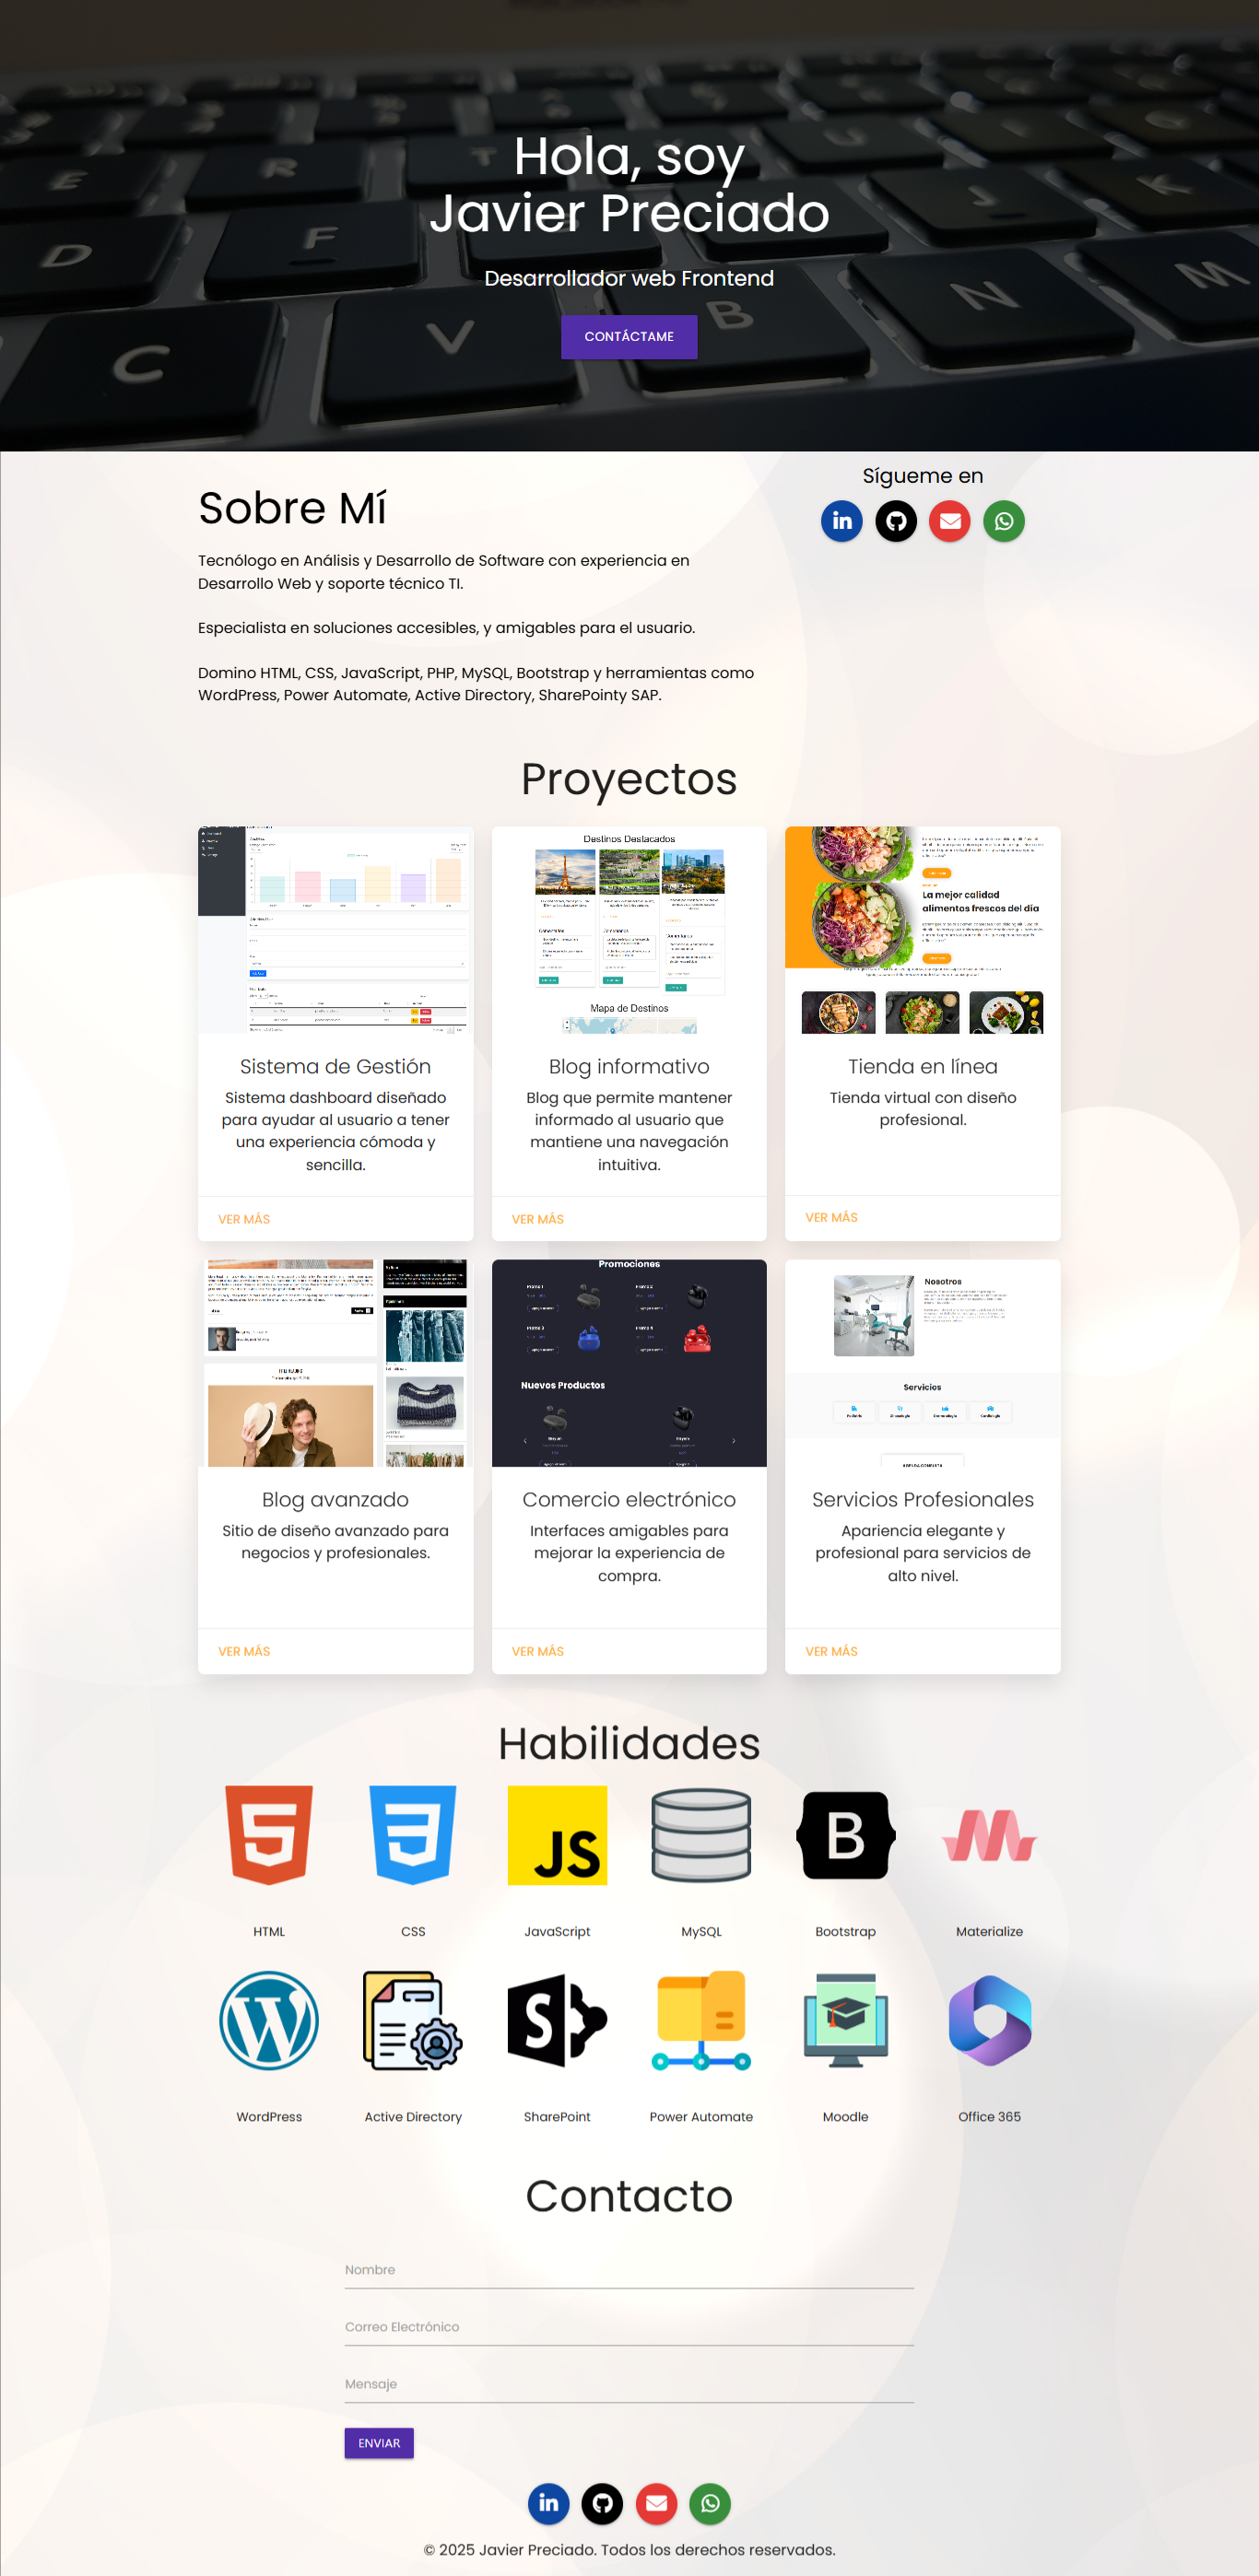 Hola, soy
Javier Preciado
Desarrollador web Frontend
CONTÁCTAME
Sobre Mí
Tecnólogo en Análisis y Desarrollo de Software con experiencia en
Desarrollo Web y soporte técnico TI.
Especialista en soluciones accesibles, y amigables para el usuario.
Domino HTML, CSS, JavaScript, PHP, MySQL, Bootstrap y herramientas como
WordPress, Power Automate, Active Directory, SharePointy SAP.
Sígueme en
Proyectos
Destinos Destacados
Mapa de Destinos
La mejor calidad
alimentos frescos del día
Sistema de Gestión
Sistema dashboard diseñado
para ayudar al usuario a tener
una experiencia cómoda y
sencilla.
VER MÁS
Blog informativo
Blog que permite mantener
informado al usuario que
mantiene una navegación
intuitiva.
VER MÁS
Tienda en línea
Tienda virtual con diseño
profesional.
VER MÁS
Promociones
Nuevos Productos
Nosotros
Servicios
Blog avanzado
Sitio de diseño avanzado para
negocios y profesionales.
VER MÁS
Comercio electrónico
Interfaces amigables para
mejorar la experiencia de
compra.
VER MÁS
Servicios Profesionales
Apariencia elegante y
profesional para servicios de
alto nivel.
VER MÁS
Habilidades
JS
B
HTML
CSS
JavaScript
MySQL
Bootstrap
Materialize
WordPress
Active Directory
SharePoint
Power Automate
Moodle
Office 365
Contacto
Nombre
Correo Electrónico
Mensaje
ENVIAR
© 2025 Javier Preciado. Todos los derechos reservados.